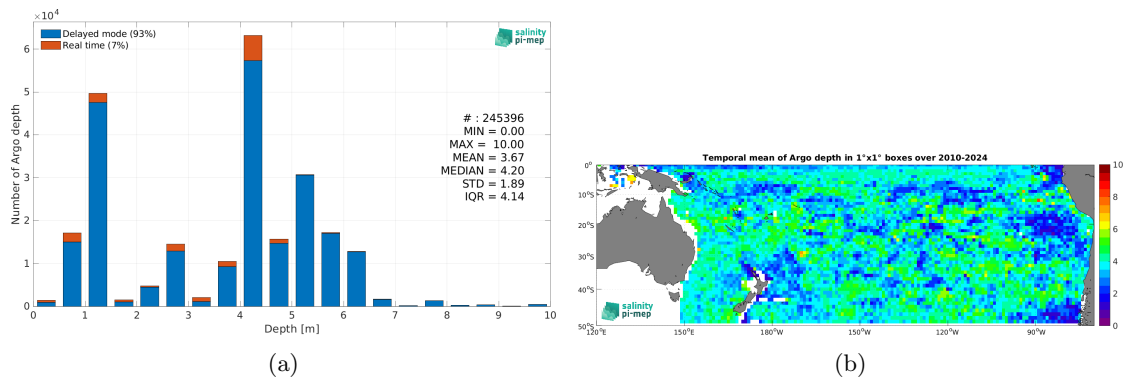 ×10⁴
Delayed mode (93%)
Real time (7%)
salinity
pi-mep
6
5
4
3
2
1
0
Number of Argo depth
# : 245396
MIN = 0.00
MAX = 10.00
MEAN = 3.67
MEDIAN = 4.20
STD = 1.89
IQR = 4.14
0 1 2 3 4 5 6 7 8 9 10
Depth [m]
(a)
Temporal mean of Argo depth in 1°x1° boxes over 2010-2024
0°
10°S
20°S
30°S
40°S
50°S
120°E 150°E 180°W 150°W 120°W 90°W
salinity
pi-mep
10
8
6
4
2
0
(b)